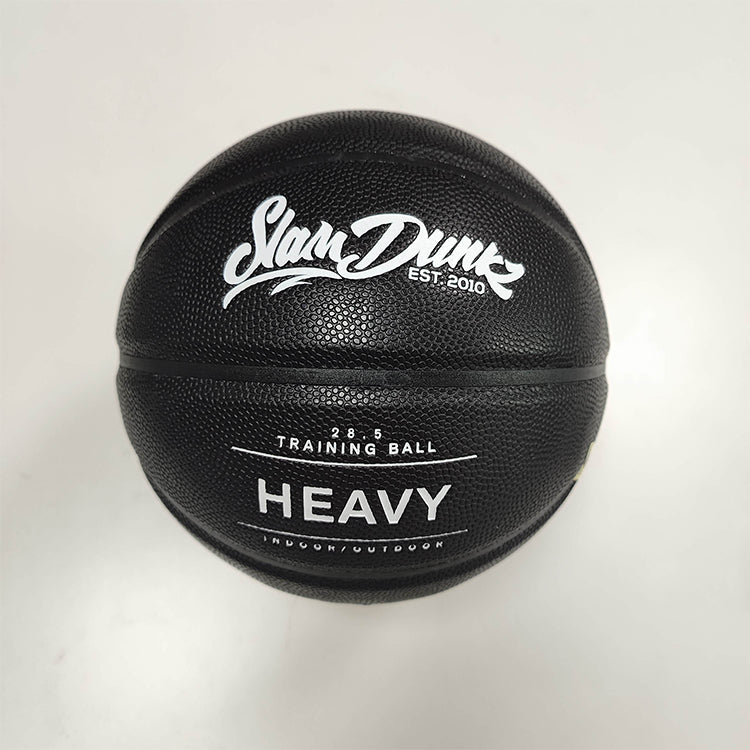 Slam Dunkz
EST. 2010
28.5
TRAINING BALL
HEAVY
INDOOR/OUTDOOR